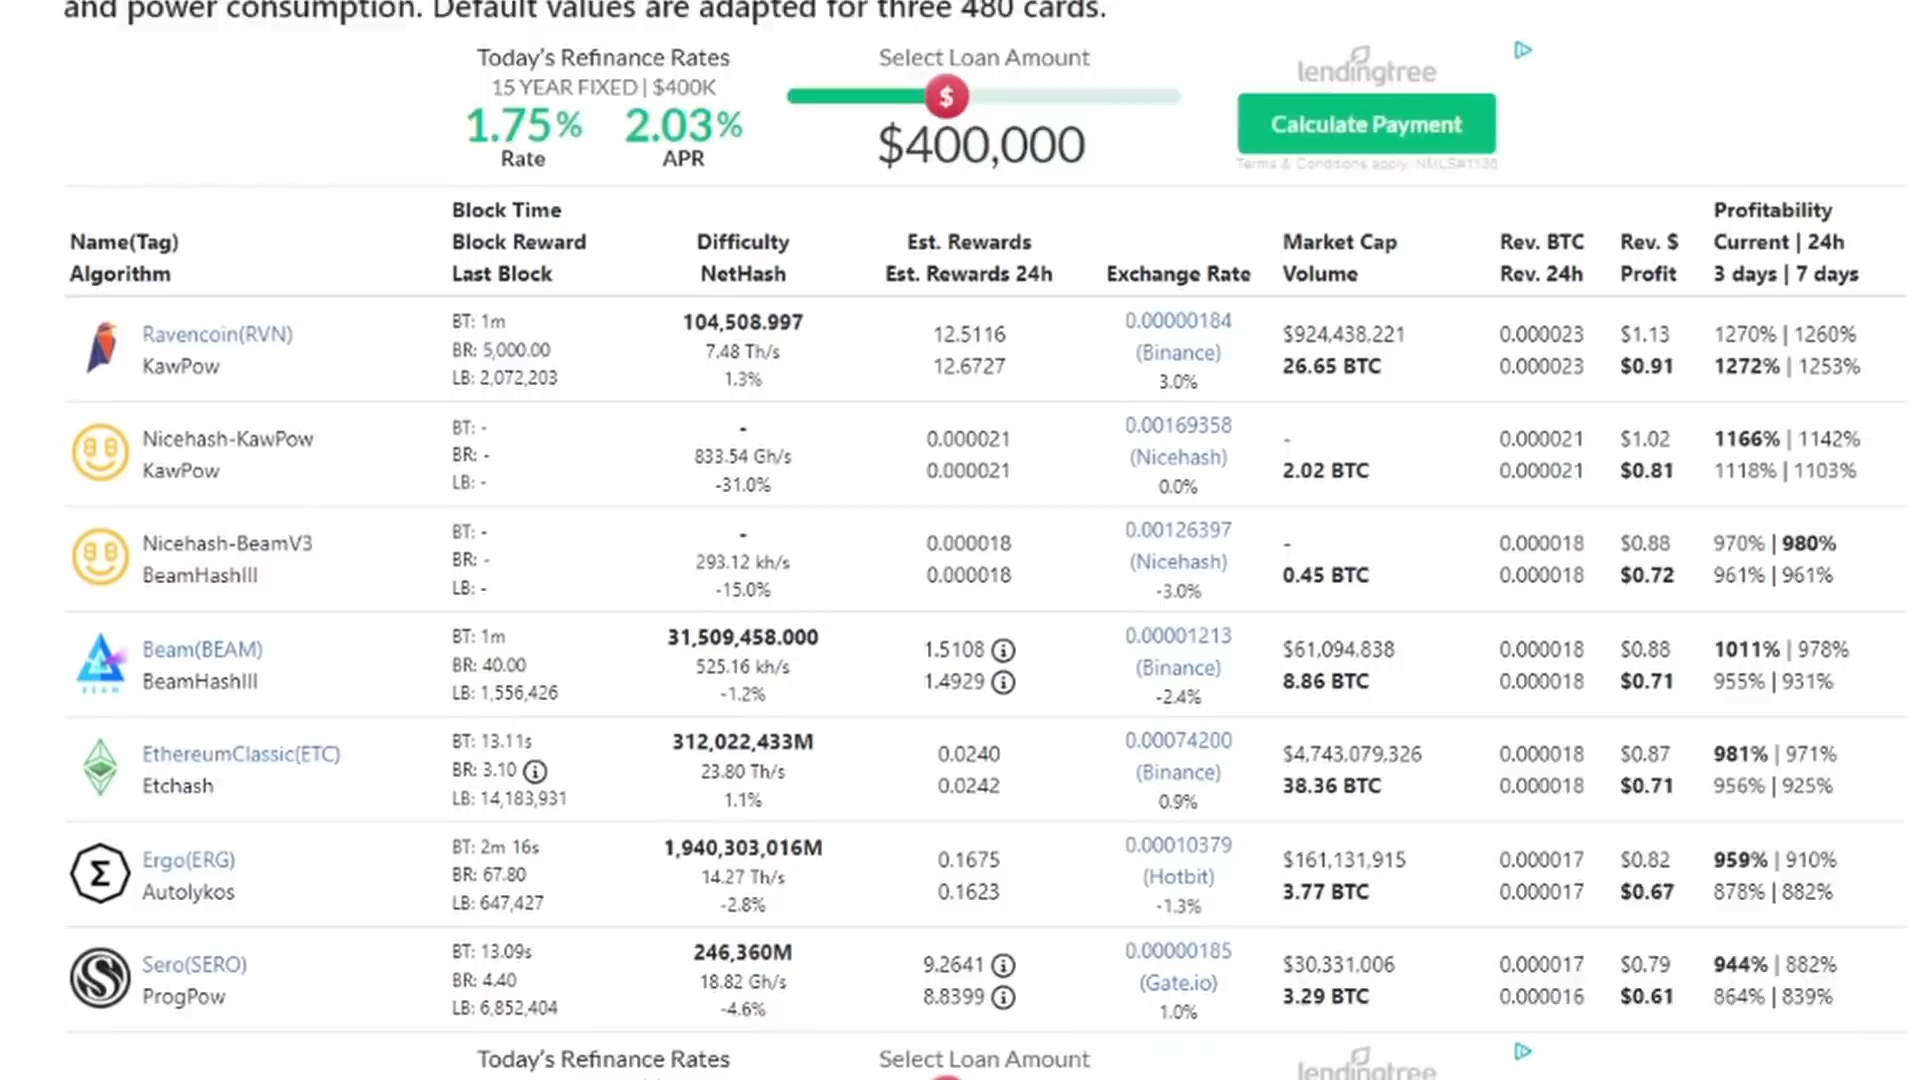 and power consumption. Default values are adapted for three 480 cards.
Today's Refinance Rates
15 YEAR FIXED | $400K
1.75% 2.03%
Rate APR
Select Loan Amount
$
$400,000
lendingtree
Calculate Payment
Terms & Conditions apply. NMLS#1136
Name(Tag)
Algorithm
Block Time
Block Reward
Last Block
Difficulty
NetHash
Est. Rewards
Est. Rewards 24h
Exchange Rate
Market Cap
Volume
Rev. BTC
Rev. 24h
Rev. $
Profit
Profitability
Current | 24h
3 days | 7 days
Ravencoin(RVN)
KawPow
BT: 1m
BR: 5,000.00
LB: 2,072,203
104,508.997
7.48 Th/s
1.3%
12.5116
12.6727
0.00000184
(Binance)
3.0%
$924,438,221
26.65 BTC
0.000023
0.000023
$1.13
$0.91
1270% | 1260%
1272% | 1253%
Nicehash-KawPow
KawPow
BT: -
BR: -
LB: -
-
833.54 Gh/s
-31.0%
0.000021
0.000021
0.00169358
(Nicehash)
0.0%
-
2.02 BTC
0.000021
0.000021
$1.02
$0.81
1166% | 1142%
1118% | 1103%
Nicehash-BeamV3
BeamHashIII
BT: -
BR: -
LB: -
-
293.12 kh/s
-15.0%
0.000018
0.000018
0.00126397
(Nicehash)
-3.0%
-
0.45 BTC
0.000018
0.000018
$0.88
$0.72
970% | 980%
961% | 961%
BEAM
Beam(BEAM)
BeamHashIII
BT: 1m
BR: 40.00
LB: 1,556,426
31,509,458.000
525.16 kh/s
-1.2%
1.5108
1.4929
0.00001213
(Binance)
-2.4%
$61,094,838
8.86 BTC
0.000018
0.000018
$0.88
$0.71
1011% | 978%
955% | 931%
EthereumClassic(ETC)
Etchash
BT: 13.11s
BR: 3.10
LB: 14,183,931
312,022,433M
23.80 Th/s
1.1%
0.0240
0.0242
0.00074200
(Binance)
0.9%
$4,743,079,326
38.36 BTC
0.000018
0.000018
$0.87
$0.71
981% | 971%
956% | 925%
Σ
Ergo(ERG)
Autolykos
BT: 2m 16s
BR: 67.80
LB: 647,427
1,940,303,016M
14.27 Th/s
-2.8%
0.1675
0.1623
0.00010379
(Hotbit)
-1.3%
$161,131,915
3.77 BTC
0.000017
0.000017
$0.82
$0.67
959% | 910%
878% | 882%
Sero(SERO)
ProgPow
BT: 13.09s
BR: 4.40
LB: 6,852,404
246,360M
18.82 Gh/s
-4.6%
9.2641
8.8399
0.00000185
(Gate.io)
1.0%
$30,331,006
3.29 BTC
0.000017
0.000016
$0.79
$0.61
944% | 882%
864% | 839%
Today's Refinance Rates
Select Loan Amount
lendingtree